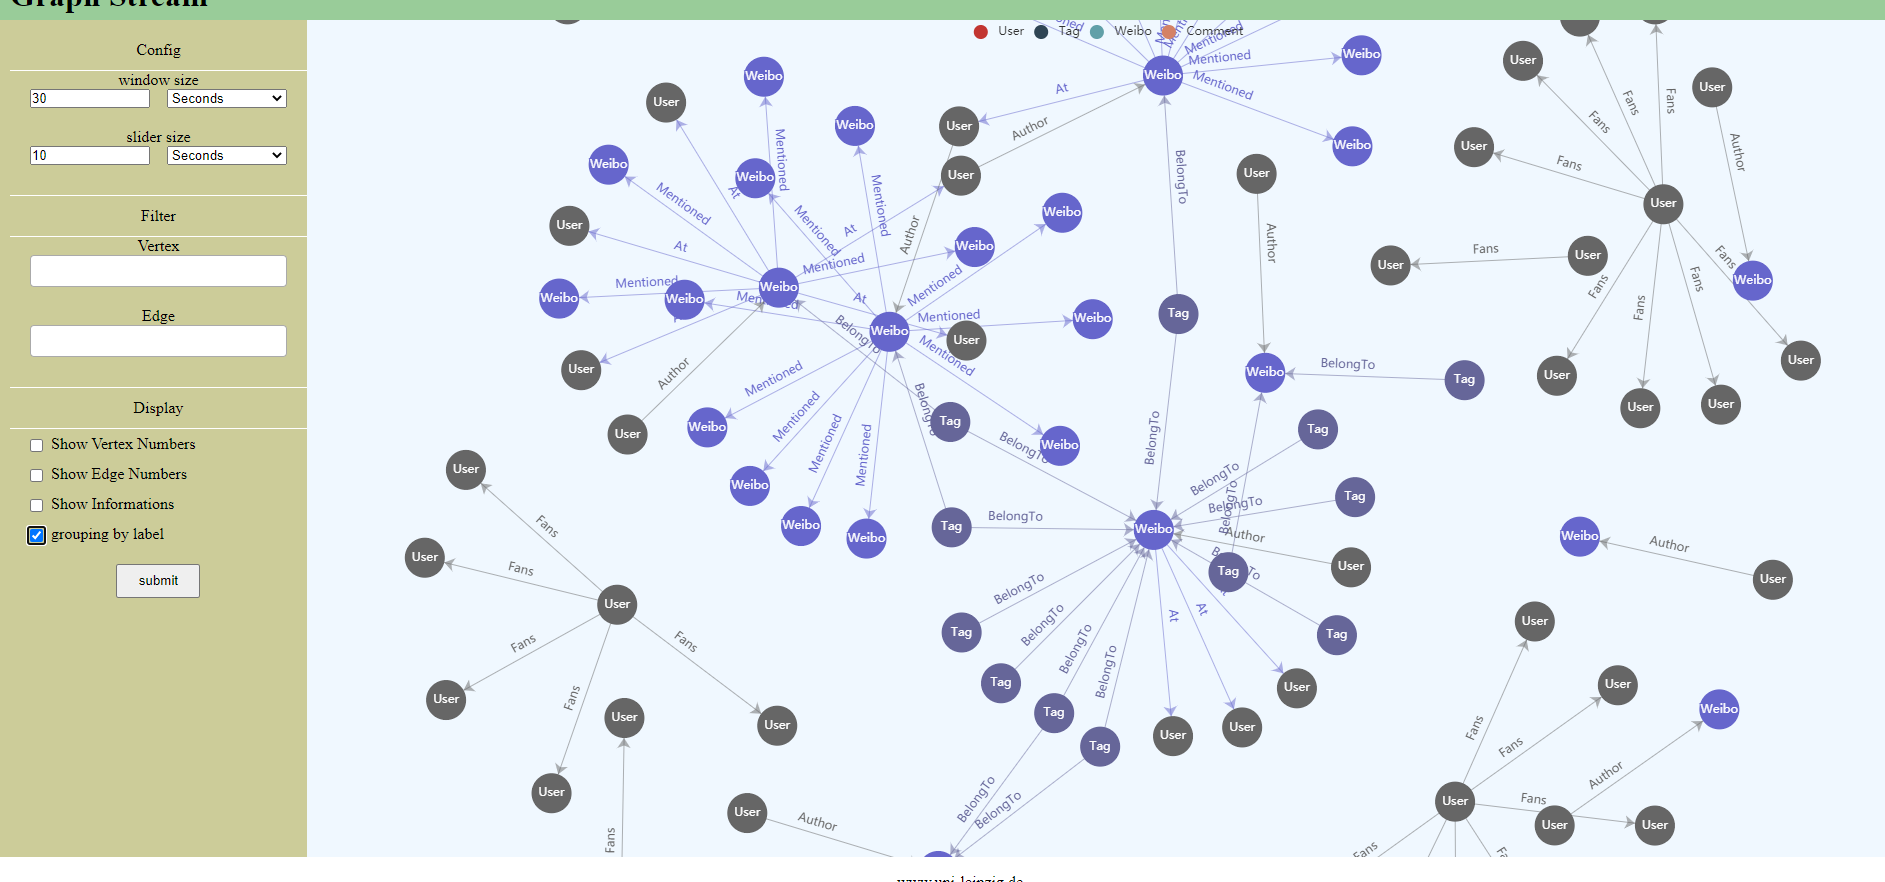 Graph Stream
User Tag Weibo Comment
Config
window size
30 Seconds
slider size
10 Seconds
Filter
Vertex
Edge
Display
Show Vertex Numbers
Show Edge Numbers
Show Informations
grouping by label
submit
Mentioned
Mentioned
Mentioned
Weibo
Weibo
Mentioned
At
User
Author
User
Weibo
User
Weibo
Weibo
Mentioned
Weibo
Mentioned
Weibo
At
Mentioned
Mentioned
User
At
Weibo
Mentioned
Weibo
Mentioned
Weibo
At
Author
Mentioned
Weibo
Mentioned
Weibo
At
Weibo
Mentioned
Weibo
User
BelongTo
Mentioned
User
Author
User
Mentioned
Weibo
Mentioned
Weibo
Mentioned
Weibo
Mentioned
Weibo
BelongTo
Tag
BelongTo
Weibo
Tag
BelongTo
BelongTo
Tag
BelongTo
Weibo
User
Author
Weibo
BelongTo
Tag
Tag
BelongTo
Tag
BelongTo
BelongTo
Author
User
Tag
Tag
BelongTo
Tag
BelongTo
Tag
BelongTo
Tag
BelongTo
Tag
At
At
User
User
User
BelongTo
BelongTo
User
Author
User
Fans
User
Fans
User
Fans
User
Fans
User
Fans
User
User
Fans
User
Fans
Fans
Fans
User
Author
User
Fans
User
User
Fans
User
Fans
Fans
Fans
Fans
Weibo
User
User
User
User
Weibo
Author
User
User
Fans
User
Fans
Weibo
Author
User
Fans
User
User
Fans
www.uni-leipzig.de